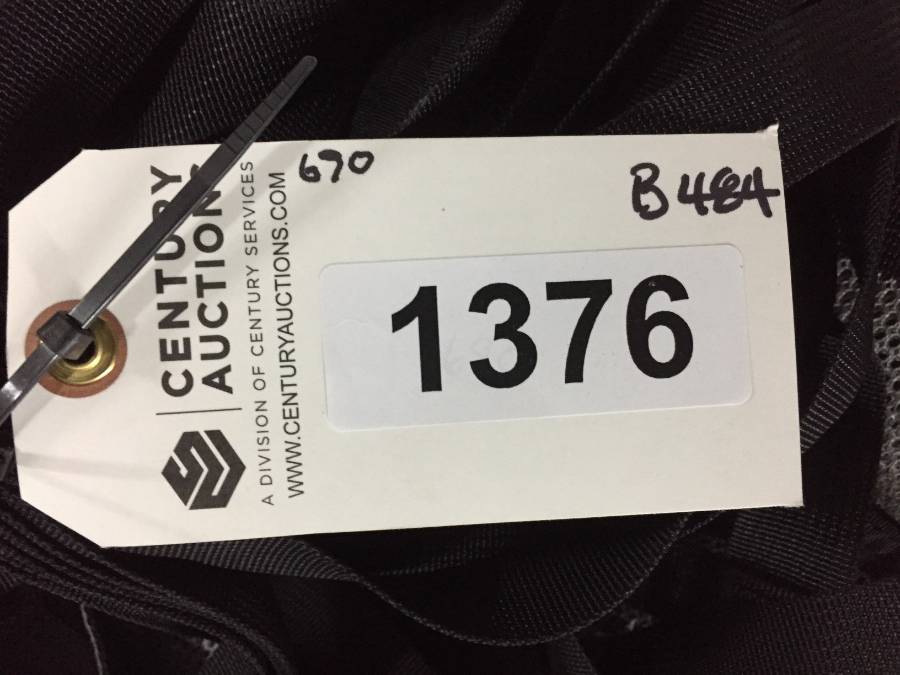 670
B484
1376
CENTURY
AUCTIONS
A DIVISION OF CENTURY SERVICES
WWW.CENTURYAUCTIONS.COM